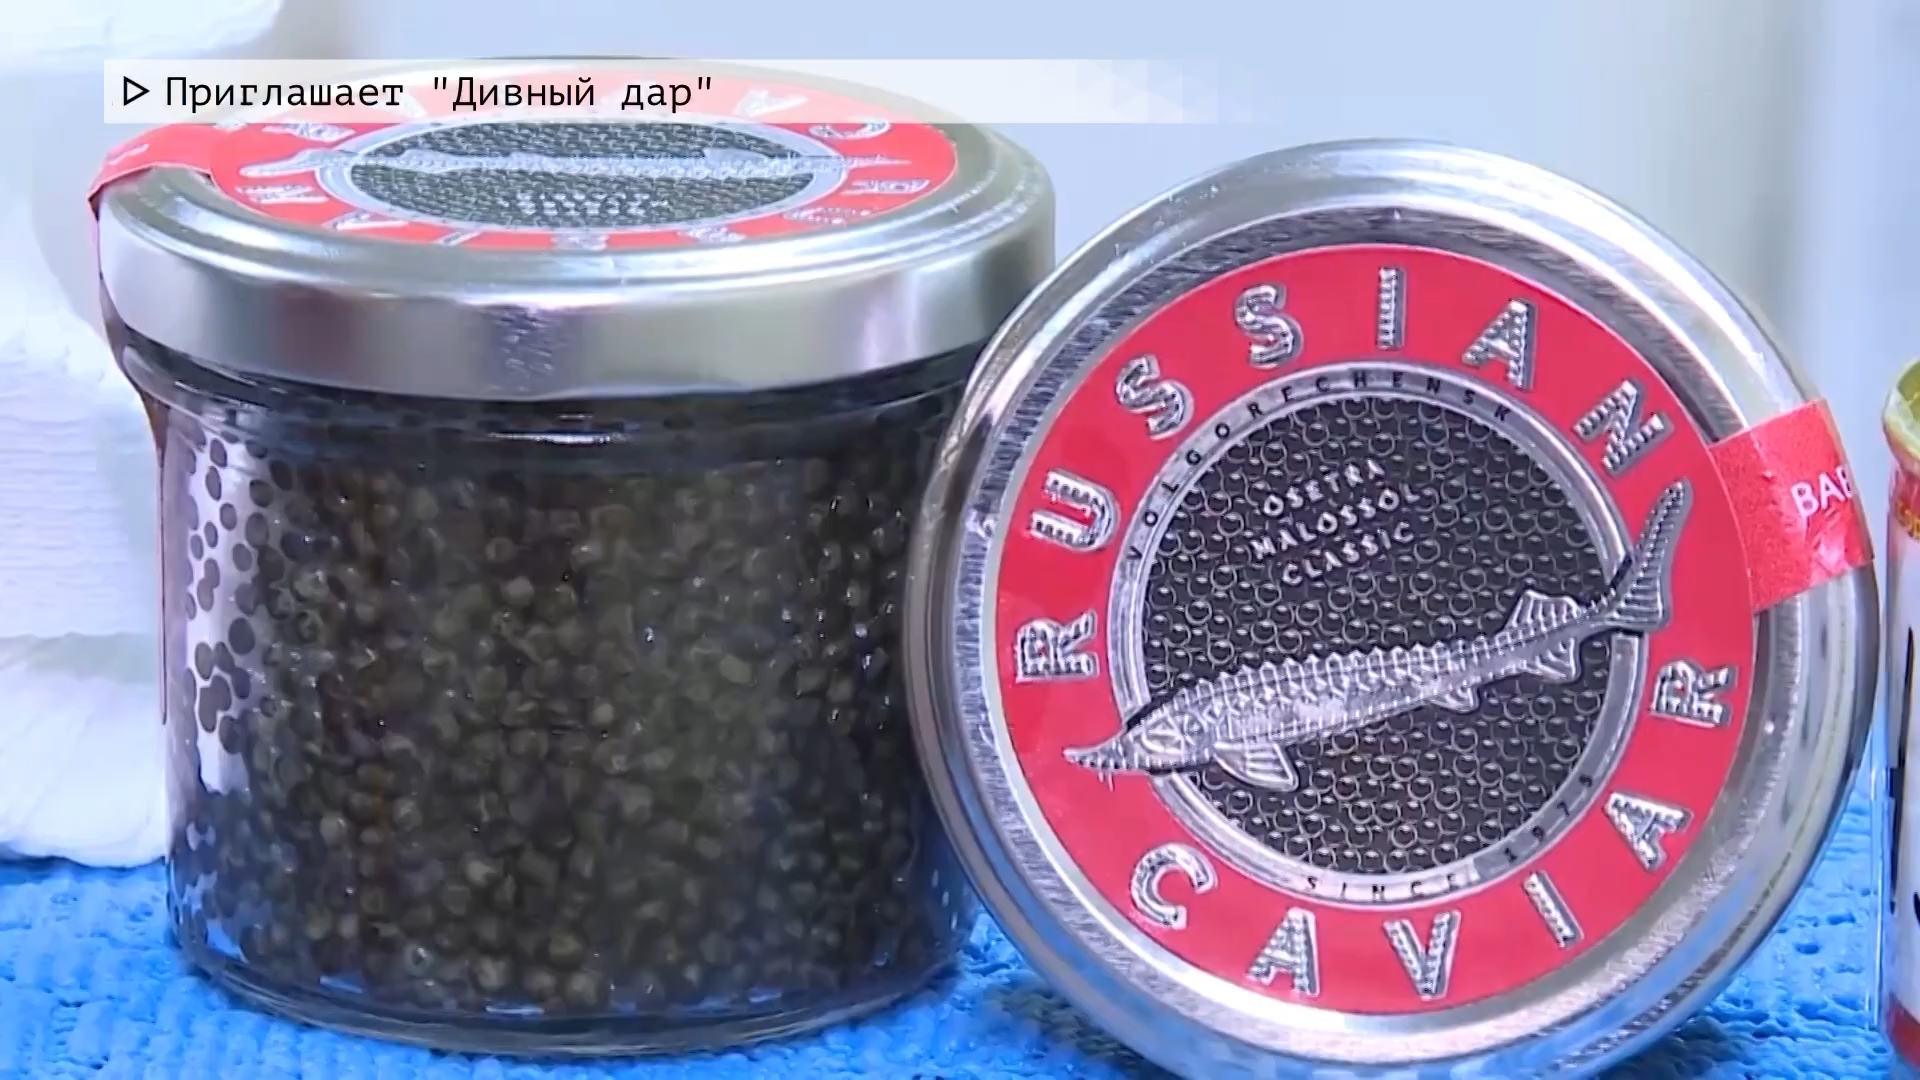 Приглашает "Дивный дар"
RUSSIAN
CAVIAR
VOLGORECHENSK
OSETRA
MALOSSOL
CLASSIC
SINCE 1975